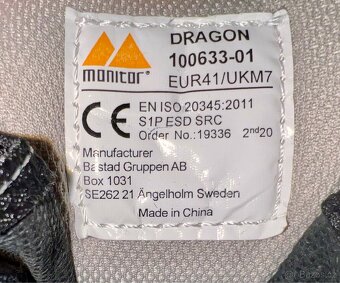 DRAGON
100633-01
monitor®
EUR41/UKM7
CE
EN ISO 20345:2011
S1P ESD SRC
Order No.:19336 2nd20
Manufacturer
Båstad Gruppen AB
Box 1031
SE262 21 Ängelholm Sweden
Made in China